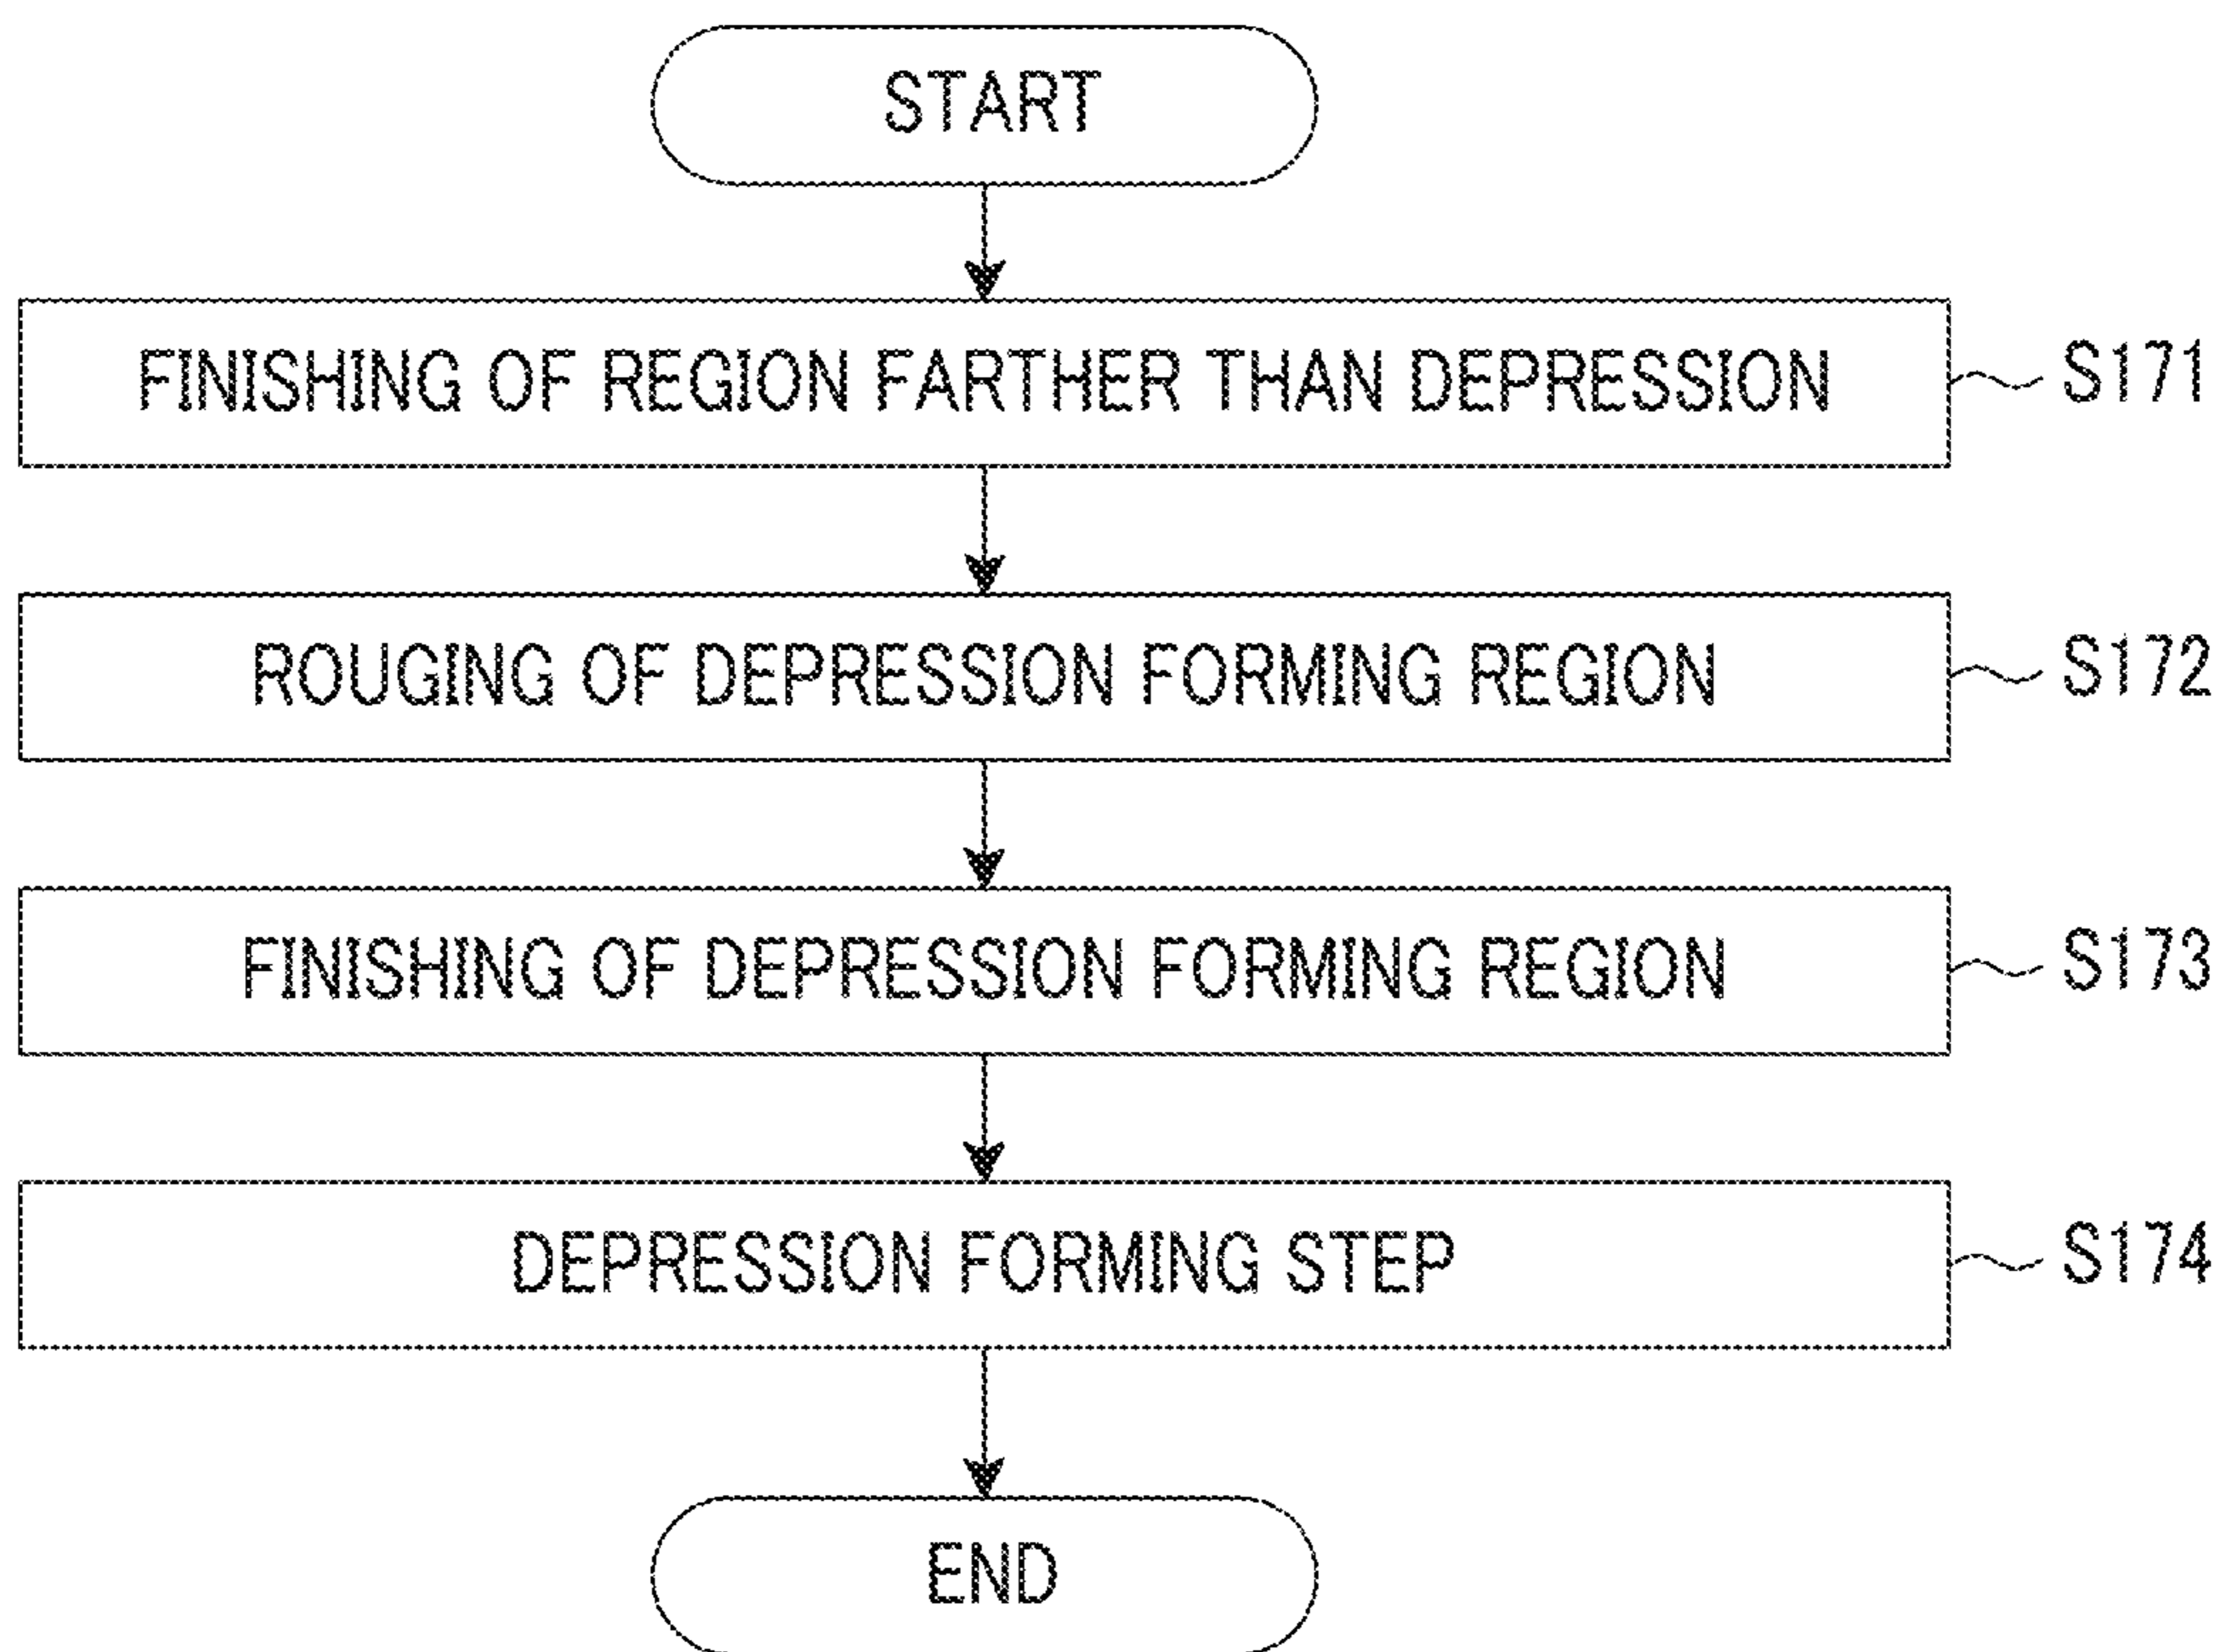 START
FINISHING OF REGION FARTHER THAN DEPRESSION
S171
ROUGING OF DEPRESSION FORMING REGION
S172
FINISHING OF DEPRESSION FORMING REGION
S173
DEPRESSION FORMING STEP
S174
END